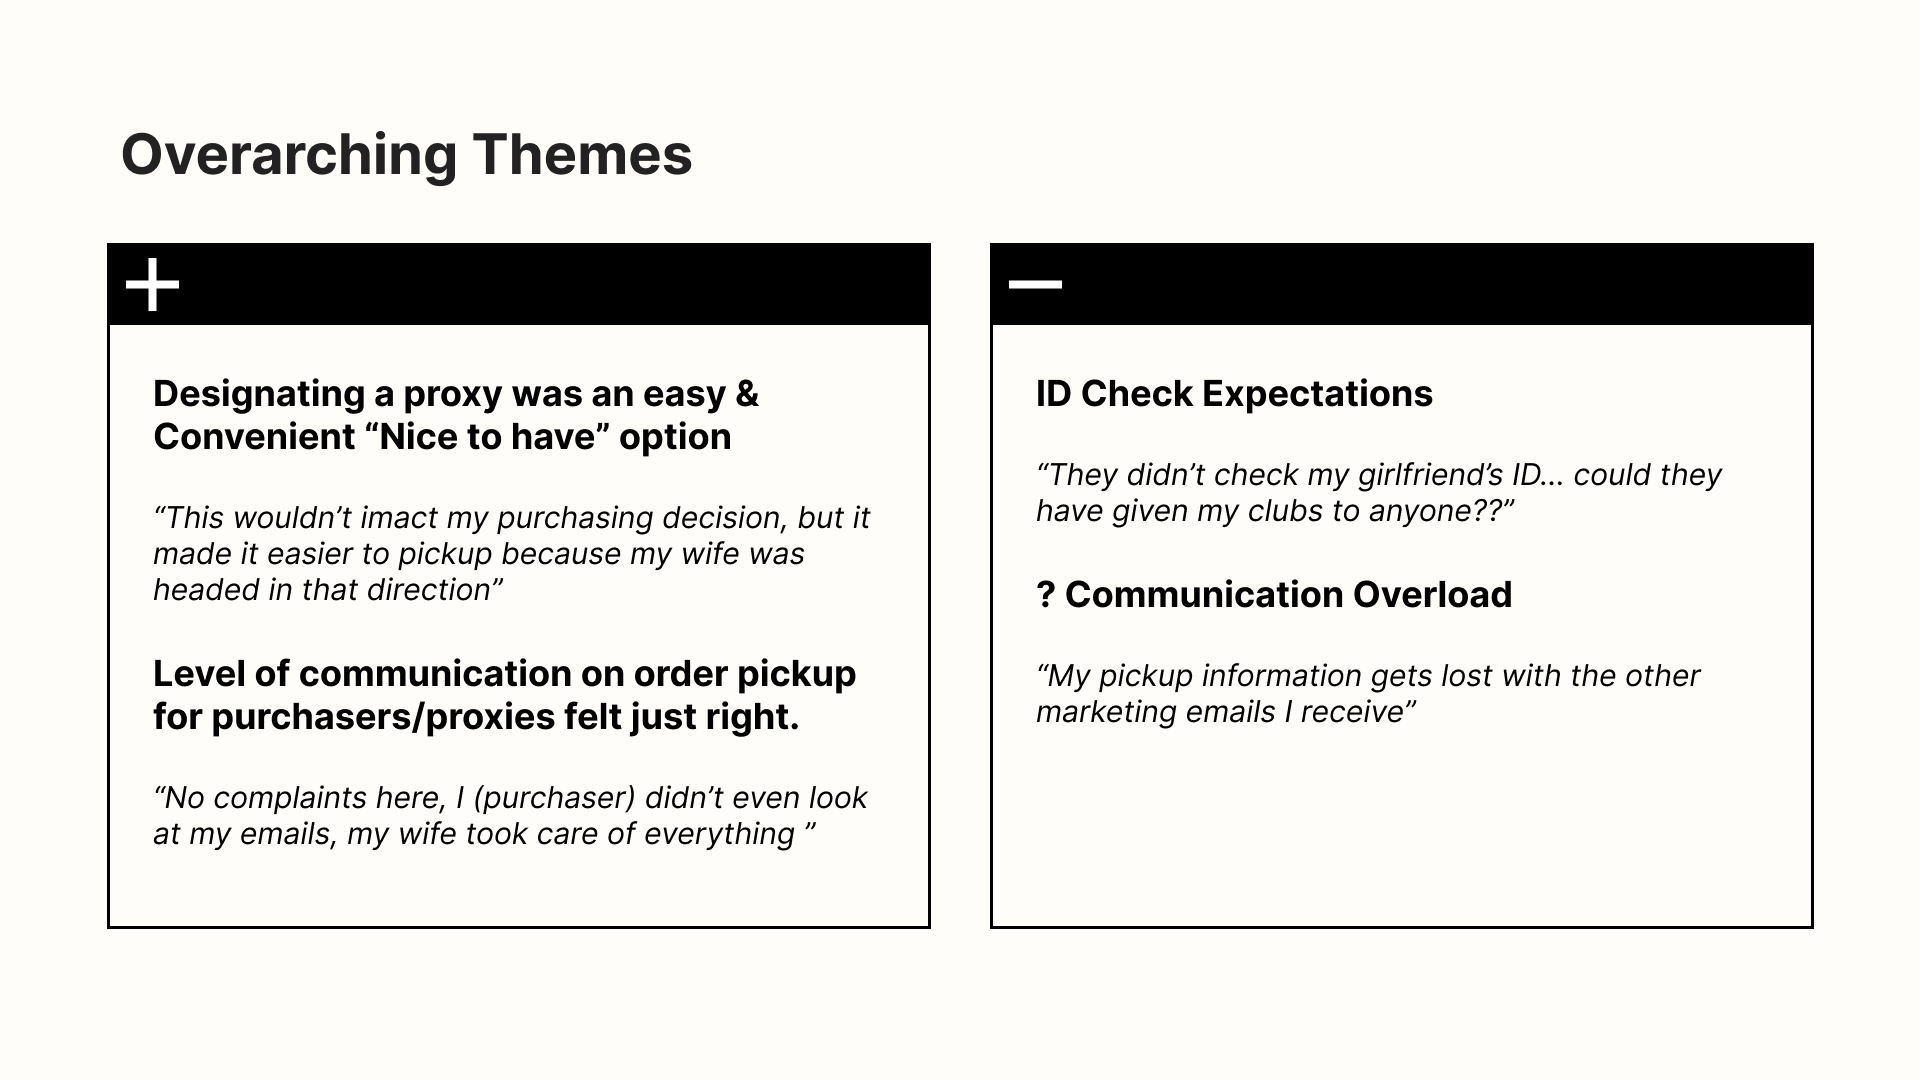 Overarching Themes
Designating a proxy was an easy &
Convenient “Nice to have” option
“This wouldn’t imact my purchasing decision, but it
made it easier to pickup because my wife was
headed in that direction”
Level of communication on order pickup
for purchasers/proxies felt just right.
“No complaints here, I (purchaser) didn’t even look
at my emails, my wife took care of everything ”
ID Check Expectations
“They didn’t check my girlfriend’s ID... could they
have given my clubs to anyone??”
? Communication Overload
“My pickup information gets lost with the other
marketing emails I receive”